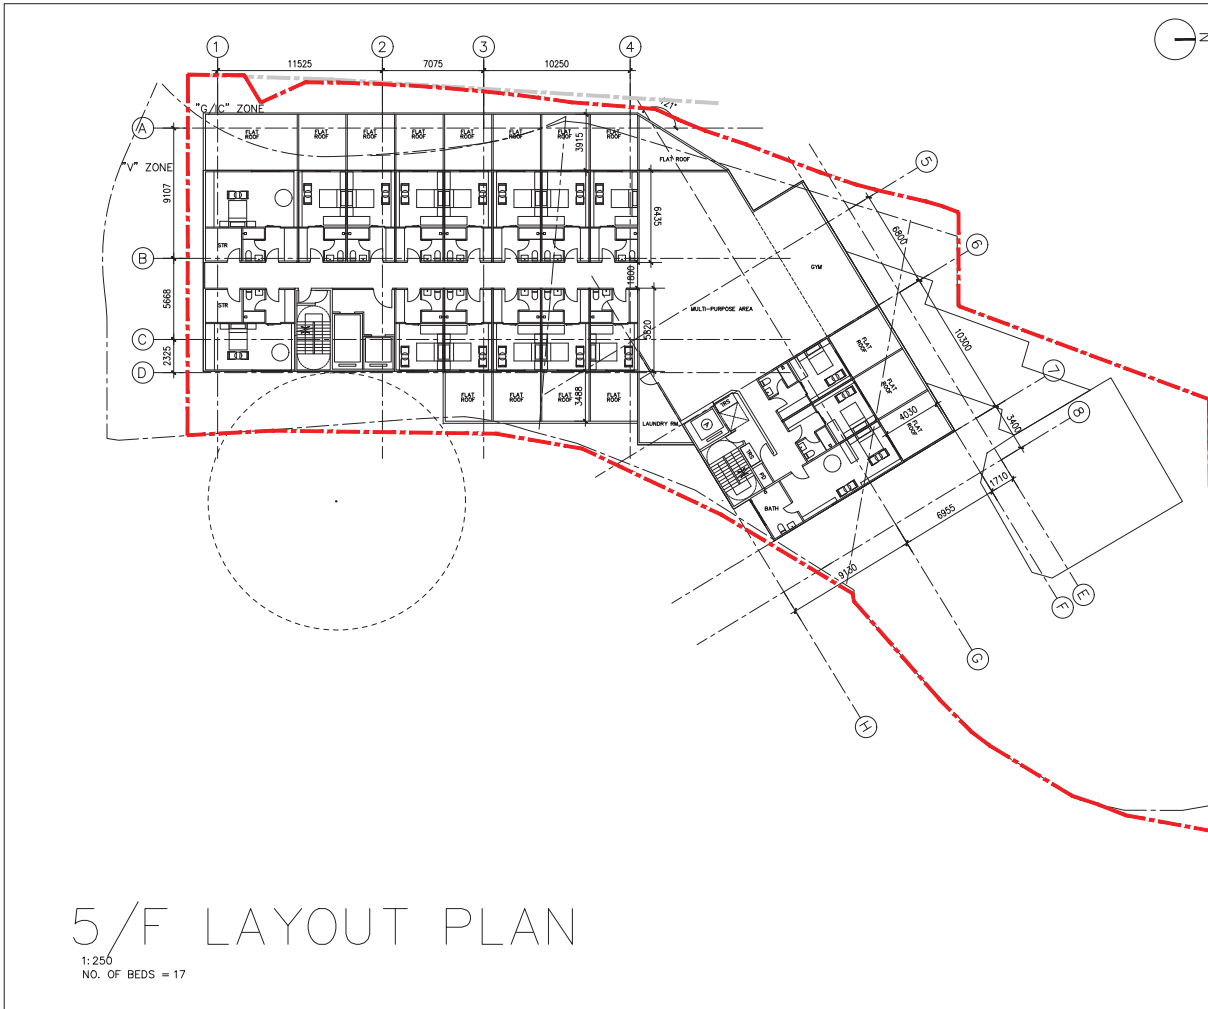 1
2
3
4
N
11525
7075
10250
"G/IC" ZONE
121°
A
FLAT
ROOF
FLAT
ROOF
FLAT
ROOF
FLAT
ROOF
FLAT
ROOF
FLAT
ROOF
FLAT
ROOF
FLAT
ROOF
3915
FLAT ROOF
5
"V" ZONE
9107
6435
6800
6
STR
B
GYM
1800
5668
STR
MULTI-PURPOSE AREA
5820
10300
C
2325
D
FLAT
ROOF
7
FLAT
ROOF
FLAT
ROOF
FLAT
ROOF
FLAT
ROOF
3488
FLAT
ROOF
TRS
4030
8
3400
LAUNDRY RM.
A
FLAT
ROOF
TRS
PD
1710
BATH
6955
9130
E
F
G
H
5/F LAYOUT PLAN
1:250
NO. OF BEDS = 17